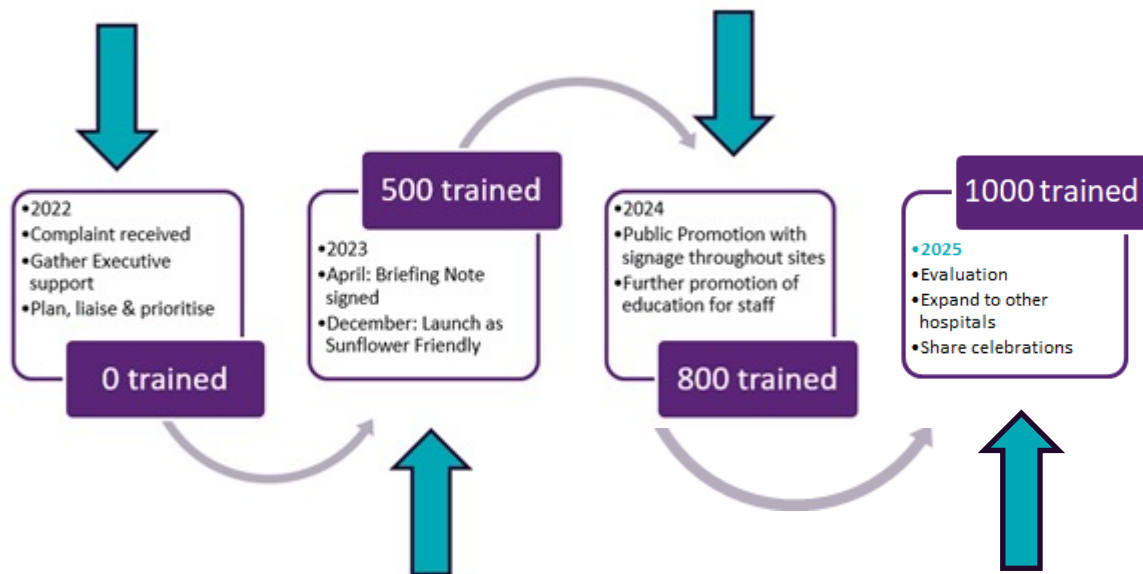 •2022
•Complaint received
•Gather Executive
support
•Plan, liaise & prioritise
0 trained
500 trained
•2023
•April: Briefing Note
signed
•December: Launch as
Sunflower Friendly
•2024
•Public Promotion with
signage throughout sites
•Further promotion of
education for staff
800 trained
1000 trained
•2025
•Evaluation
•Expand to other
hospitals
•Share celebrations